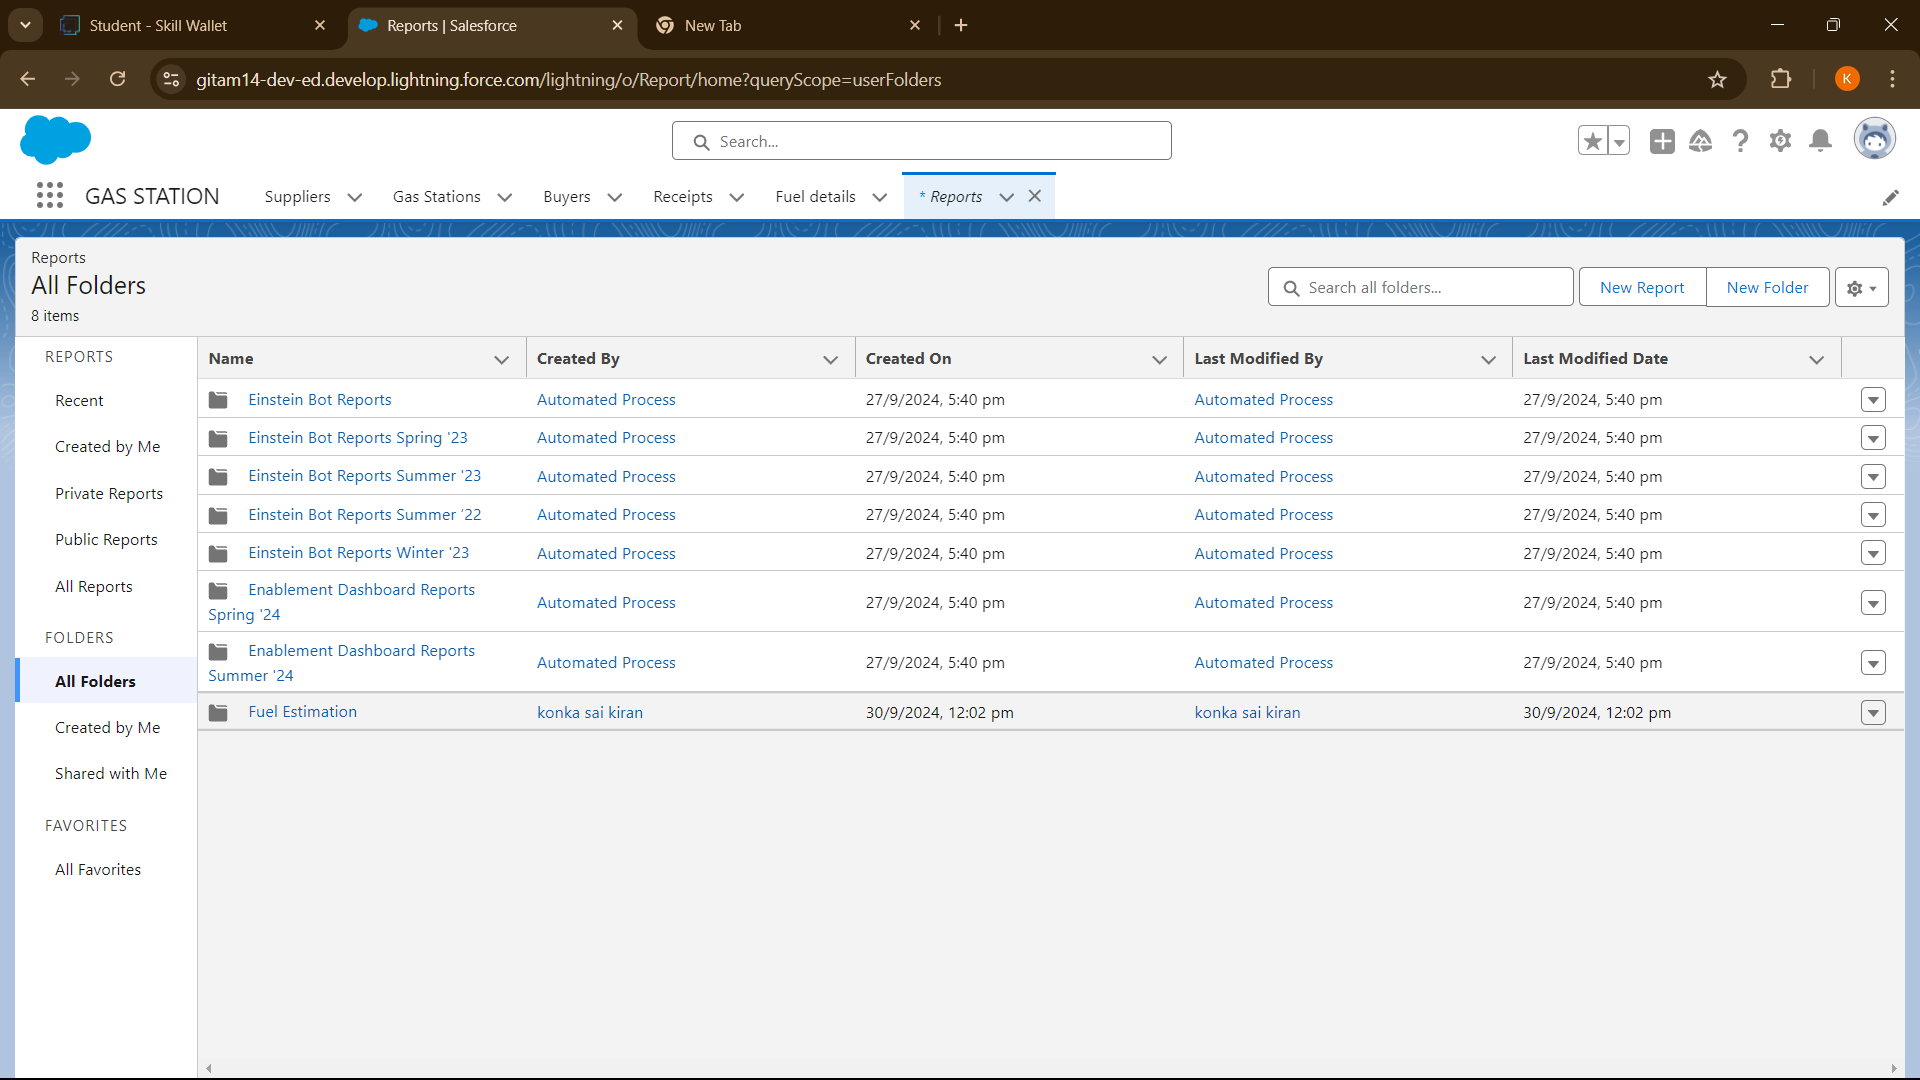 Student - Skill Wallet
Reports | Salesforce
New Tab
gitam14-dev-ed.develop.lightning.force.com/lightning/o/Report/home?queryScope=userFolders
K
Search...
GAS STATION
Suppliers
Gas Stations
Buyers
Receipts
Fuel details
* Reports
Reports
All Folders
8 items
Search all folders...
New Report
New Folder
REPORTS
Recent
Created by Me
Private Reports
Public Reports
All Reports
FOLDERS
All Folders
Created by Me
Shared with Me
FAVORITES
All Favorites
Name Created By Created On Last Modified By Last Modified Date
Einstein Bot Reports Automated Process 27/9/2024, 5:40 pm Automated Process 27/9/2024, 5:40 pm
Einstein Bot Reports Spring '23 Automated Process 27/9/2024, 5:40 pm Automated Process 27/9/2024, 5:40 pm
Einstein Bot Reports Summer '23 Automated Process 27/9/2024, 5:40 pm Automated Process 27/9/2024, 5:40 pm
Einstein Bot Reports Summer ‘22 Automated Process 27/9/2024, 5:40 pm Automated Process 27/9/2024, 5:40 pm
Einstein Bot Reports Winter '23 Automated Process 27/9/2024, 5:40 pm Automated Process 27/9/2024, 5:40 pm
Enablement Dashboard Reports
Spring '24 Automated Process 27/9/2024, 5:40 pm Automated Process 27/9/2024, 5:40 pm
Enablement Dashboard Reports
Summer '24 Automated Process 27/9/2024, 5:40 pm Automated Process 27/9/2024, 5:40 pm
Fuel Estimation konka sai kiran 30/9/2024, 12:02 pm konka sai kiran 30/9/2024, 12:02 pm